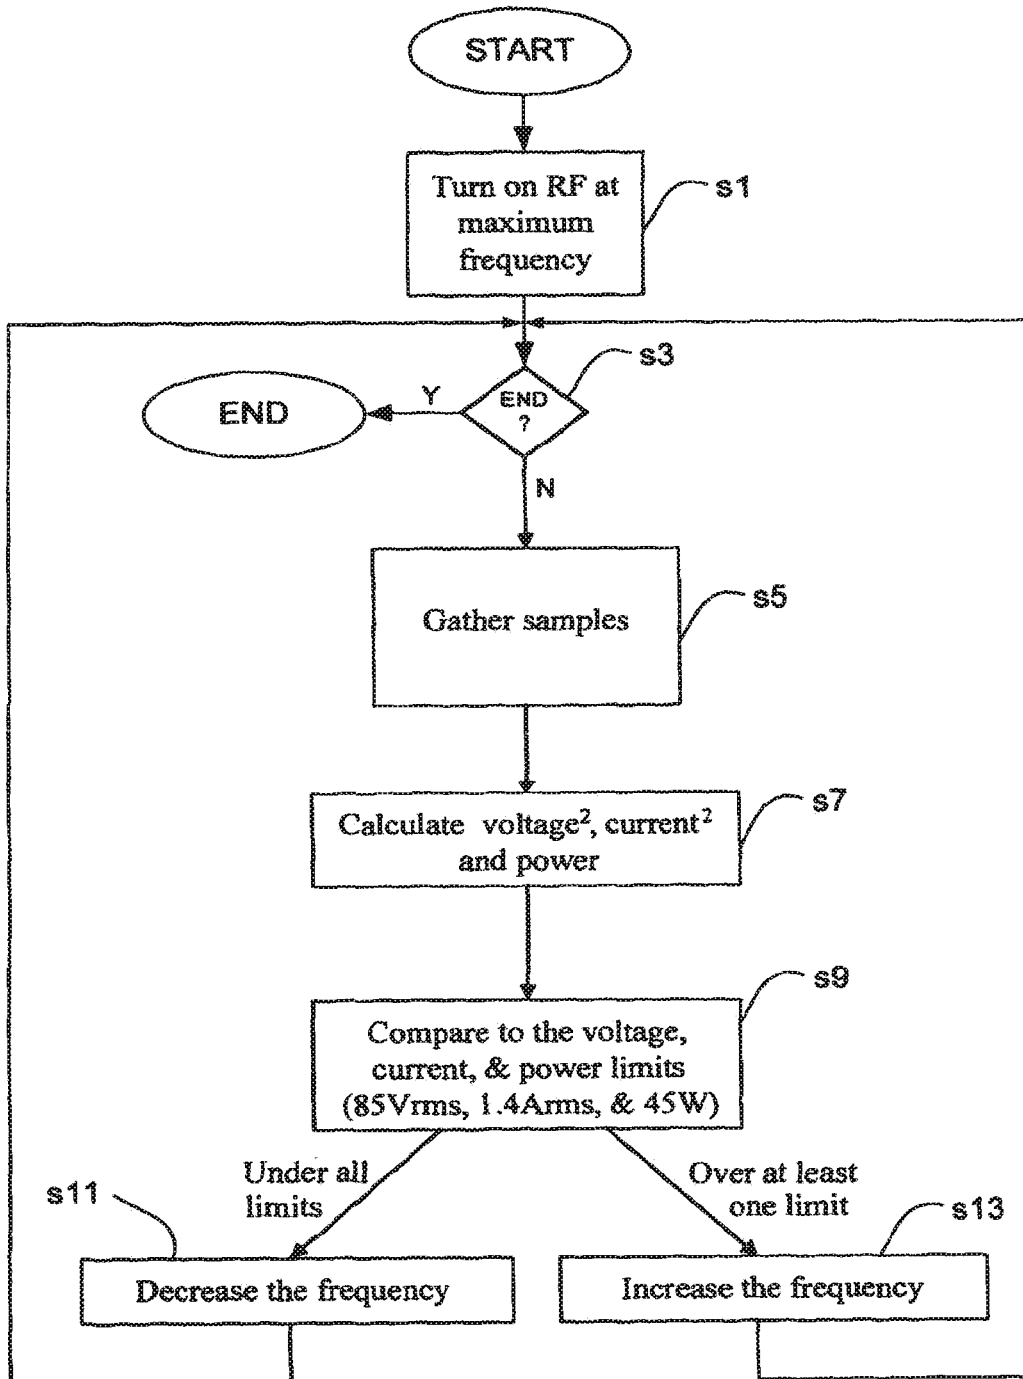 START
Turn on RF at
maximum
frequency
s1
s3
END
Y
END
?
N
Gather samples
s5
s7
Calculate voltage², current²
and power
s9
Compare to the voltage,
current, & power limits
(85Vrms, 1.4Arms, & 45W)
Under all
limits
Over at least
one limit
s11
s13
Decrease the frequency
Increase the frequency